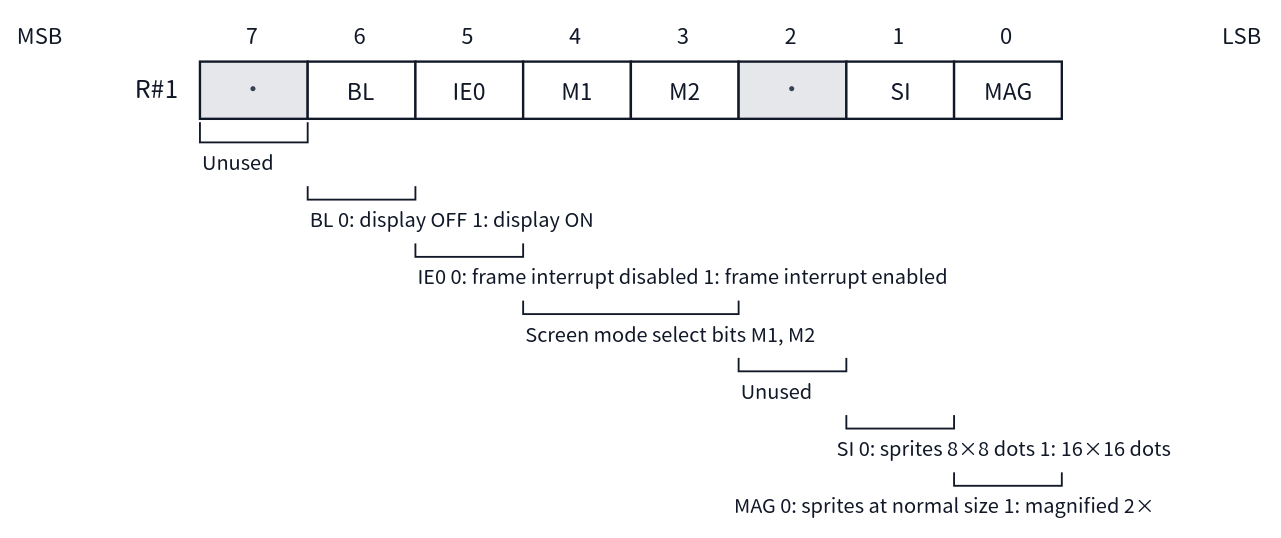 MSB 7 6 5 4 3 2 1 0 LSB
R#1 · BL IE0 M1 M2 · SI MAG
Unused
BL 0: display OFF 1: display ON
IE0 0: frame interrupt disabled 1: frame interrupt enabled
Screen mode select bits M1, M2
Unused
SI 0: sprites 8×8 dots 1: 16×16 dots
MAG 0: sprites at normal size 1: magnified 2×